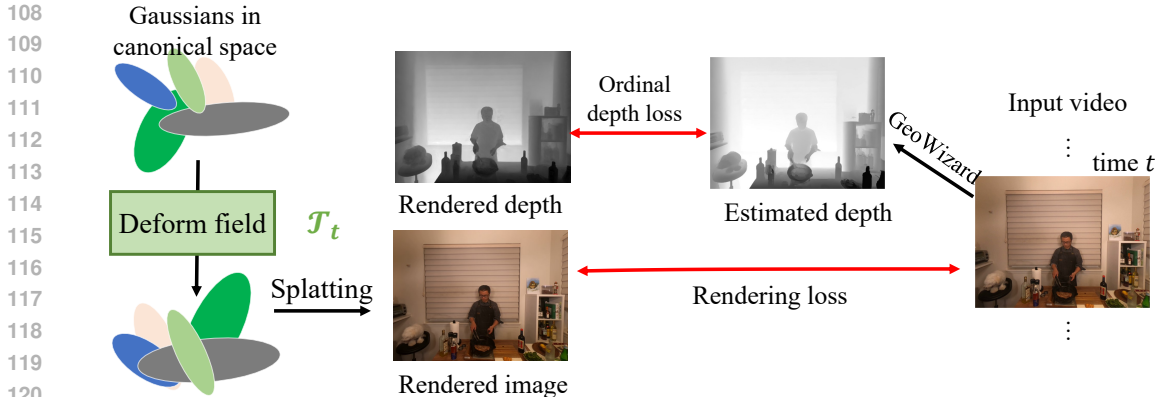 108
109
110
111
112
113
114
115
116
117
118
119
120
Gaussians in
canonical space
Deform field
𝒯ₜ
Splatting
Rendered depth
Rendered image
Ordinal
depth loss
Estimated depth
GeoWizard
Rendering loss
Input video
⋮
time t
⋮